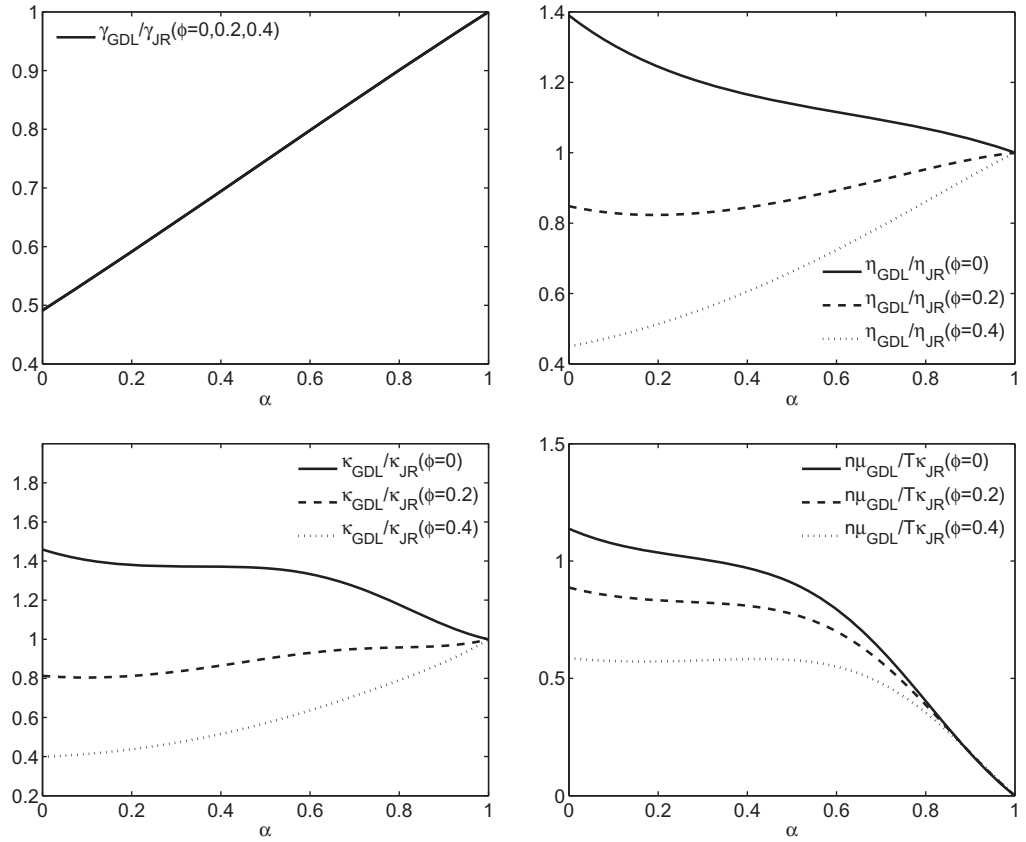 1
0.9
0.8
0.7
0.6
0.5
0.4
0 0.2 0.4 0.6 0.8 1
α
γGDL/γJR(ϕ=0,0.2,0.4)
1.4
1.2
1
0.8
0.6
0.4
0 0.2 0.4 0.6 0.8 1
α
ηGDL/ηJR(ϕ=0)
ηGDL/ηJR(ϕ=0.2)
ηGDL/ηJR(ϕ=0.4)
1.8
1.6
1.4
1.2
1
0.8
0.6
0.4
0.2
0 0.2 0.4 0.6 0.8 1
α
κGDL/κJR(ϕ=0)
κGDL/κJR(ϕ=0.2)
κGDL/κJR(ϕ=0.4)
1.5
1
0.5
0
0 0.2 0.4 0.6 0.8 1
α
nμGDL/TκJR(ϕ=0)
nμGDL/TκJR(ϕ=0.2)
nμGDL/TκJR(ϕ=0.4)